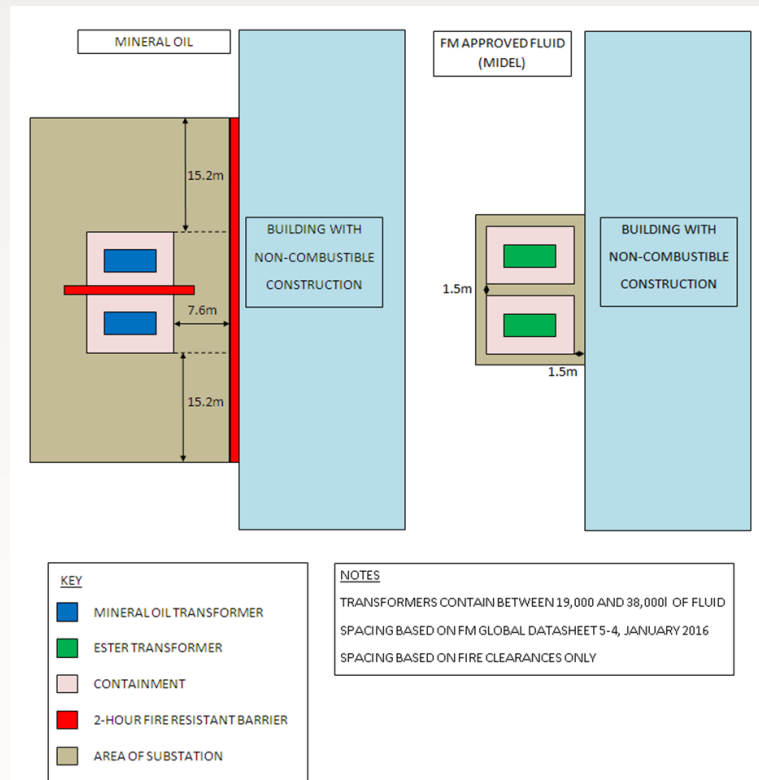 MINERAL OIL
15.2m
7.6m
15.2m
BUILDING WITH
NON-COMBUSTIBLE
CONSTRUCTION
FM APPROVED FLUID
(MIDEL)
1.5m
1.5m
BUILDING WITH
NON-COMBUSTIBLE
CONSTRUCTION
KEY
MINERAL OIL TRANSFORMER
ESTER TRANSFORMER
CONTAINMENT
2-HOUR FIRE RESISTANT BARRIER
AREA OF SUBSTATION
NOTES
TRANSFORMERS CONTAIN BETWEEN 19,000 AND 38,000l OF FLUID
SPACING BASED ON FM GLOBAL DATASHEET 5-4, JANUARY 2016
SPACING BASED ON FIRE CLEARANCES ONLY